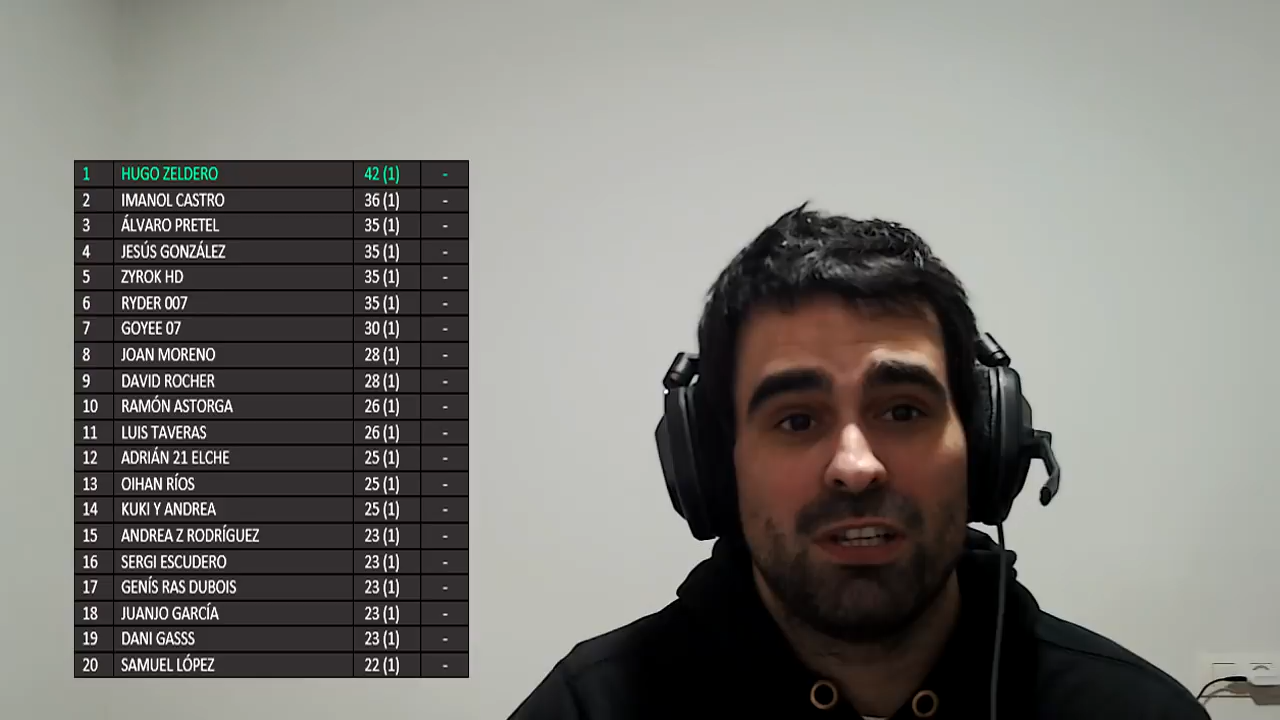 1 HUGO ZELDERO 42 (1) -
2 IMANOL CASTRO 36 (1) -
3 ÁLVARO PRETEL 35 (1) -
4 JESÚS GONZÁLEZ 35 (1) -
5 ZYROK HD 35 (1) -
6 RYDER 007 35 (1) -
7 GOYEE 07 30 (1) -
8 JOAN MORENO 28 (1) -
9 DAVID ROCHER 28 (1) -
10 RAMÓN ASTORGA 26 (1) -
11 LUIS TAVERAS 26 (1) -
12 ADRIÁN 21 ELCHE 25 (1) -
13 OIHAN RÍOS 25 (1) -
14 KUKI Y ANDREA 25 (1) -
15 ANDREA Z RODRÍGUEZ 23 (1) -
16 SERGI ESCUDERO 23 (1) -
17 GENÍS RAS DUBOIS 23 (1) -
18 JUANJO GARCÍA 23 (1) -
19 DANI GASSS 23 (1) -
20 SAMUEL LÓPEZ 22 (1) -